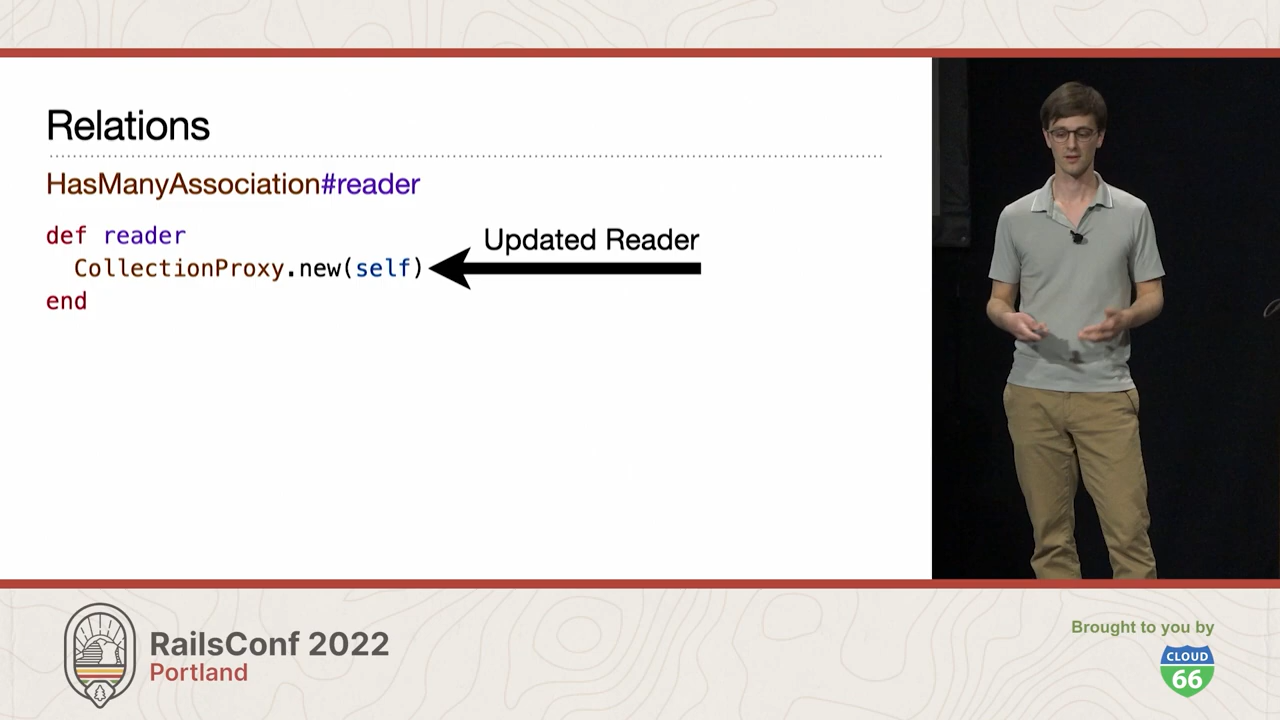 Relations
HasManyAssociation#reader
def reader
CollectionProxy.new(self)
end
Updated Reader
RailsConf 2022
Portland
Brought to you by
CLOUD
66